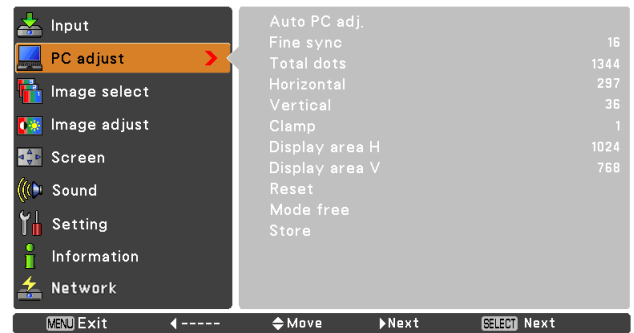 Input
PC adjust
Image select
Image adjust
Screen
Sound
Setting
Information
Network
Auto PC adj.
Fine sync 16
Total dots 1344
Horizontal 297
Vertical 36
Clamp 1
Display area H 1024
Display area V 768
Reset
Mode free
Store
MENU Exit ----- Move Next SELECT Next